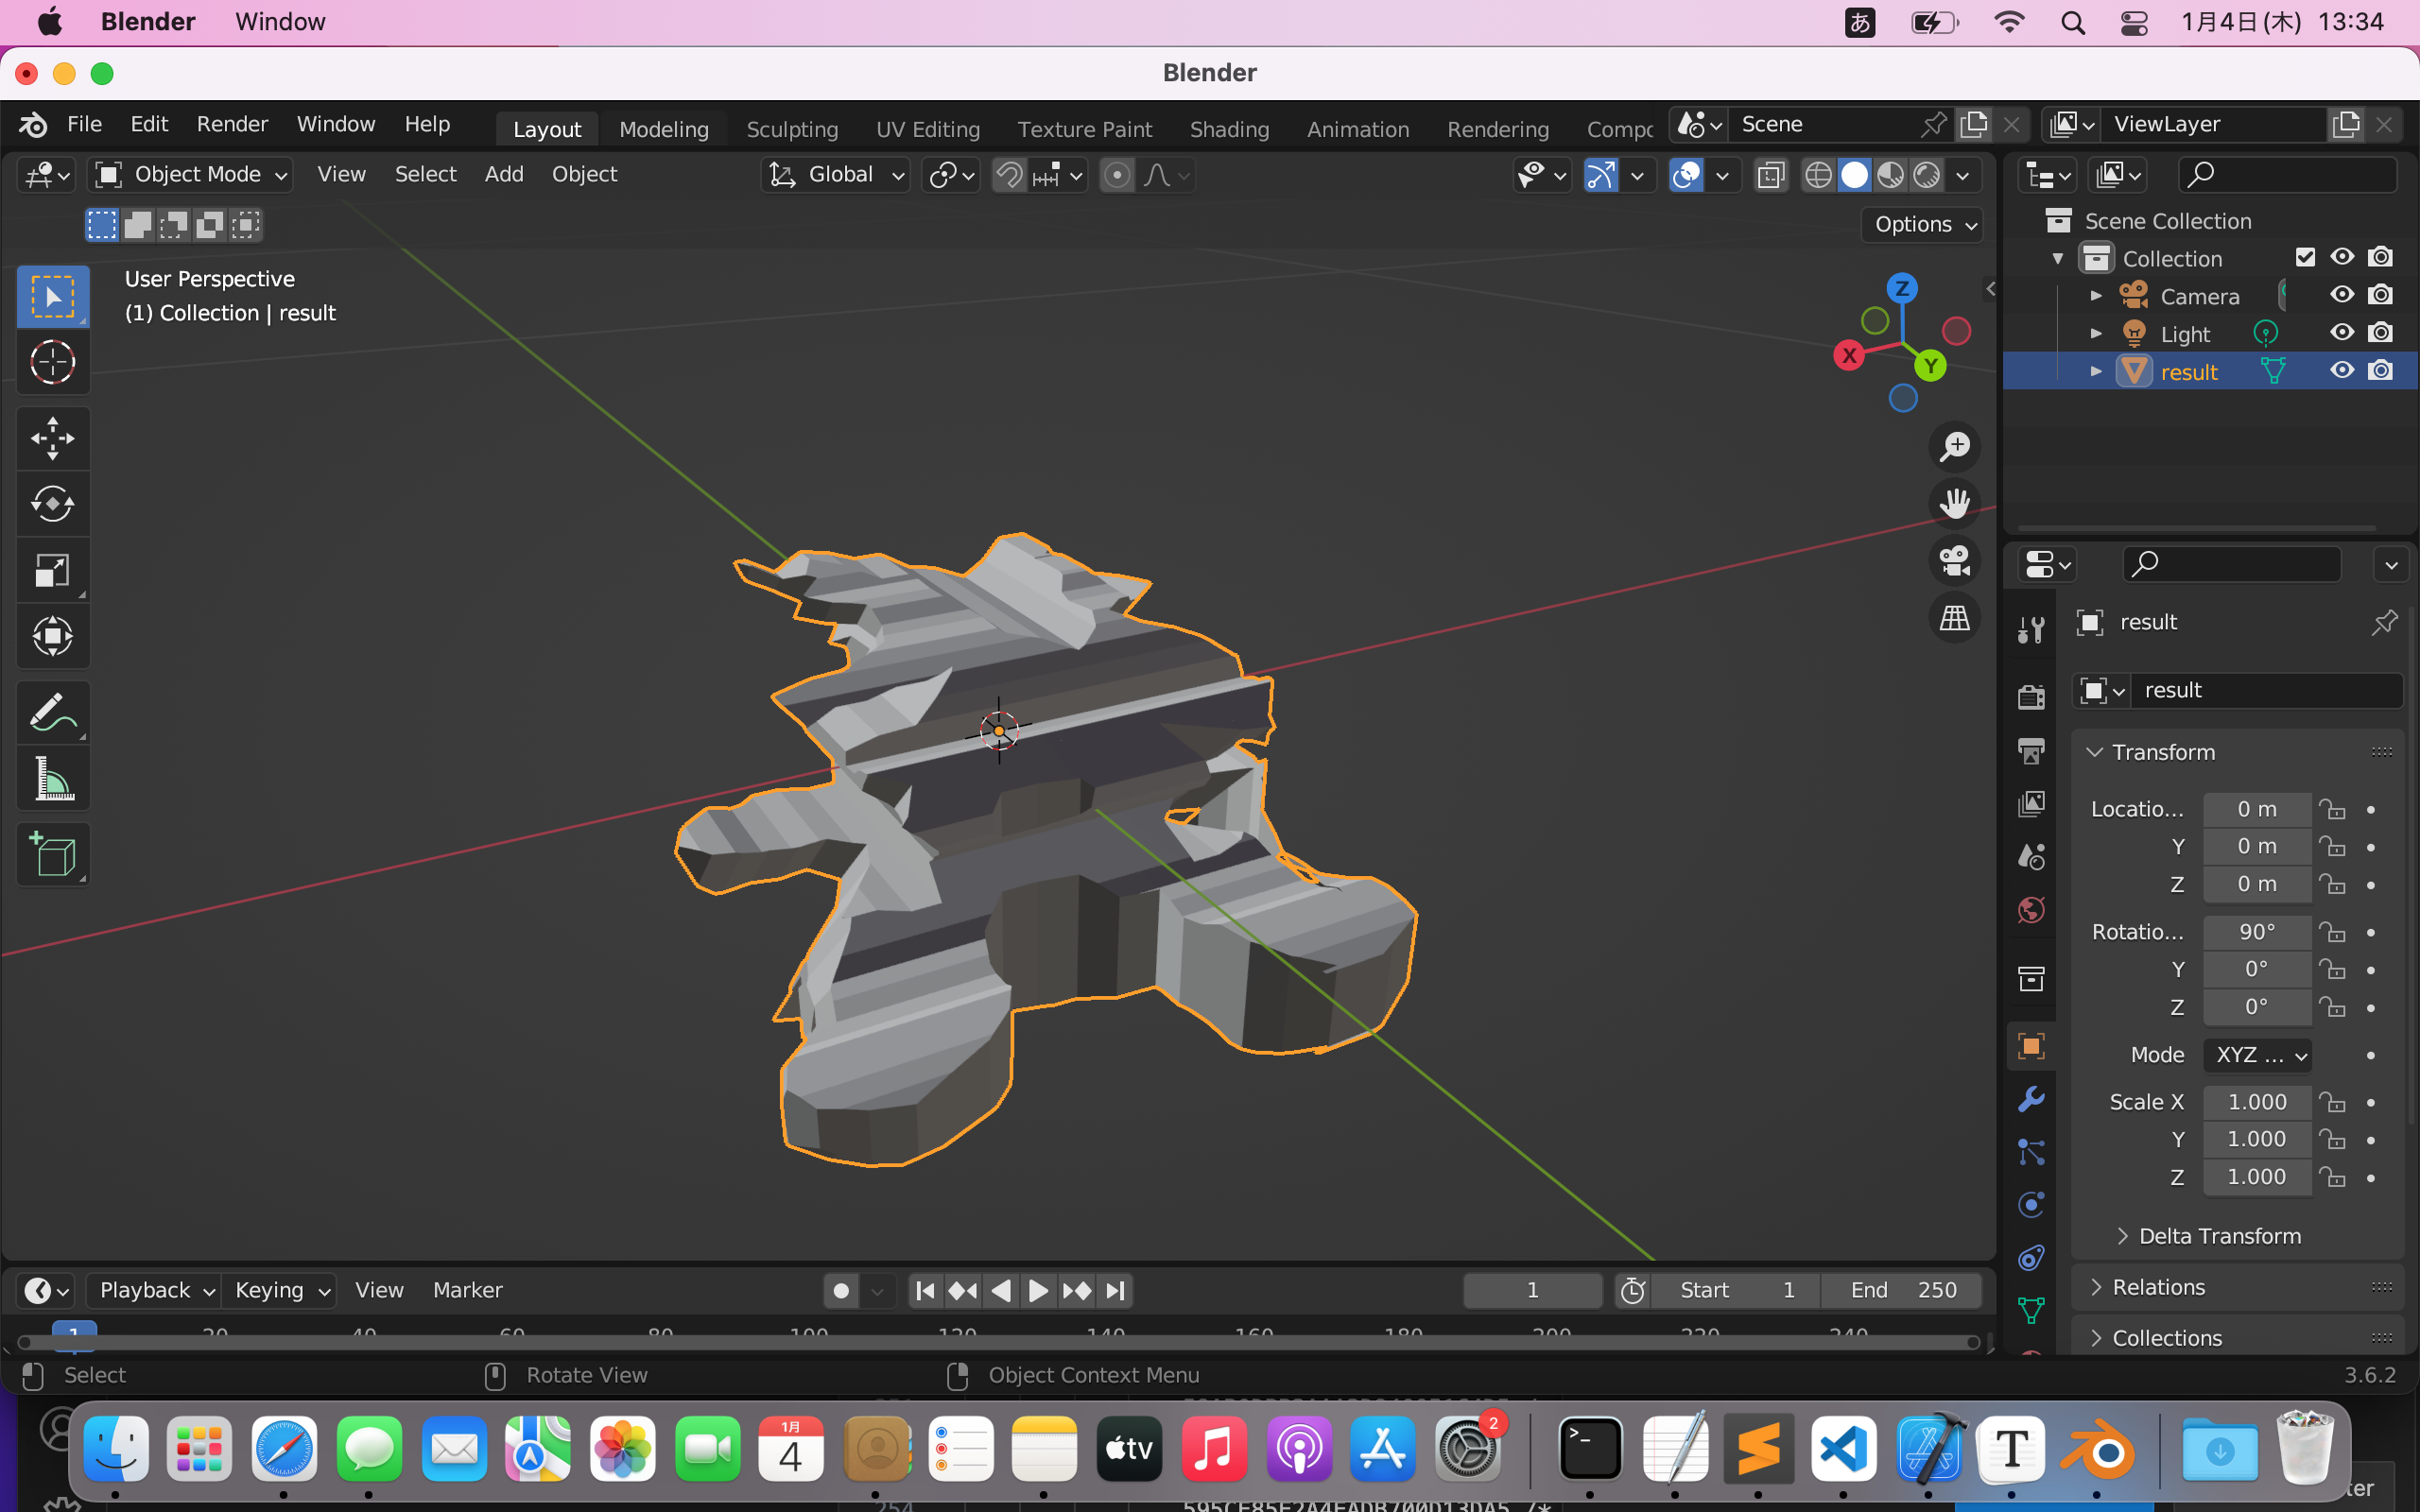 Blender Window あ 1月4日(木) 13:34
Blender
File Edit Render Window Help Layout Modeling Sculpting UV Editing Texture Paint Shading Animation Rendering Compc Scene ViewLayer
Object Mode View Select Add Object Global
Options
User Perspective
(1) Collection | result
Z
X
Y
Scene Collection
Collection
Camera
Light
result
result
result
Transform
Locatio... 0 m
Y 0 m
Z 0 m
Rotatio... 90°
Y 0°
Z 0°
Mode XYZ ...
Scale X 1.000
Y 1.000
Z 1.000
Delta Transform
Relations
Collections
Playback Keying View Marker 1 Start 1 End 250
1 20 40 60 80 100 120 140 160 180 200 220 240
Select Rotate View Object Context Menu 3.6.2
1月
4
tv
2
>_
T
ter
254 595CE85E2A4EADB700D13DA5 /*